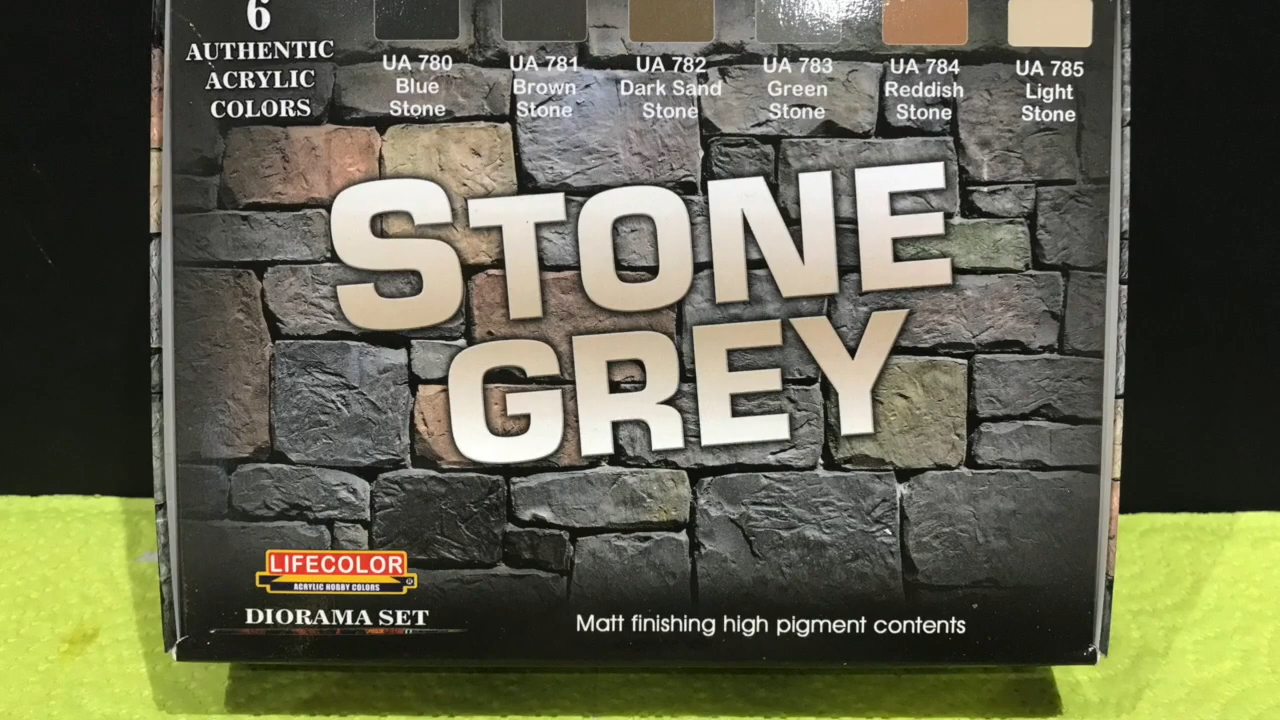 6
AUTHENTIC
ACRYLIC
COLORS
UA 780
Blue
Stone
UA 781
Brown
Stone
UA 782
Dark Sand
Stone
UA 783
Green
Stone
UA 784
Reddish
Stone
UA 785
Light
Stone
STONE
GREY
LIFECOLOR
ACRYLIC HOBBY COLORS ®
DIORAMA SET
Matt finishing high pigment contents